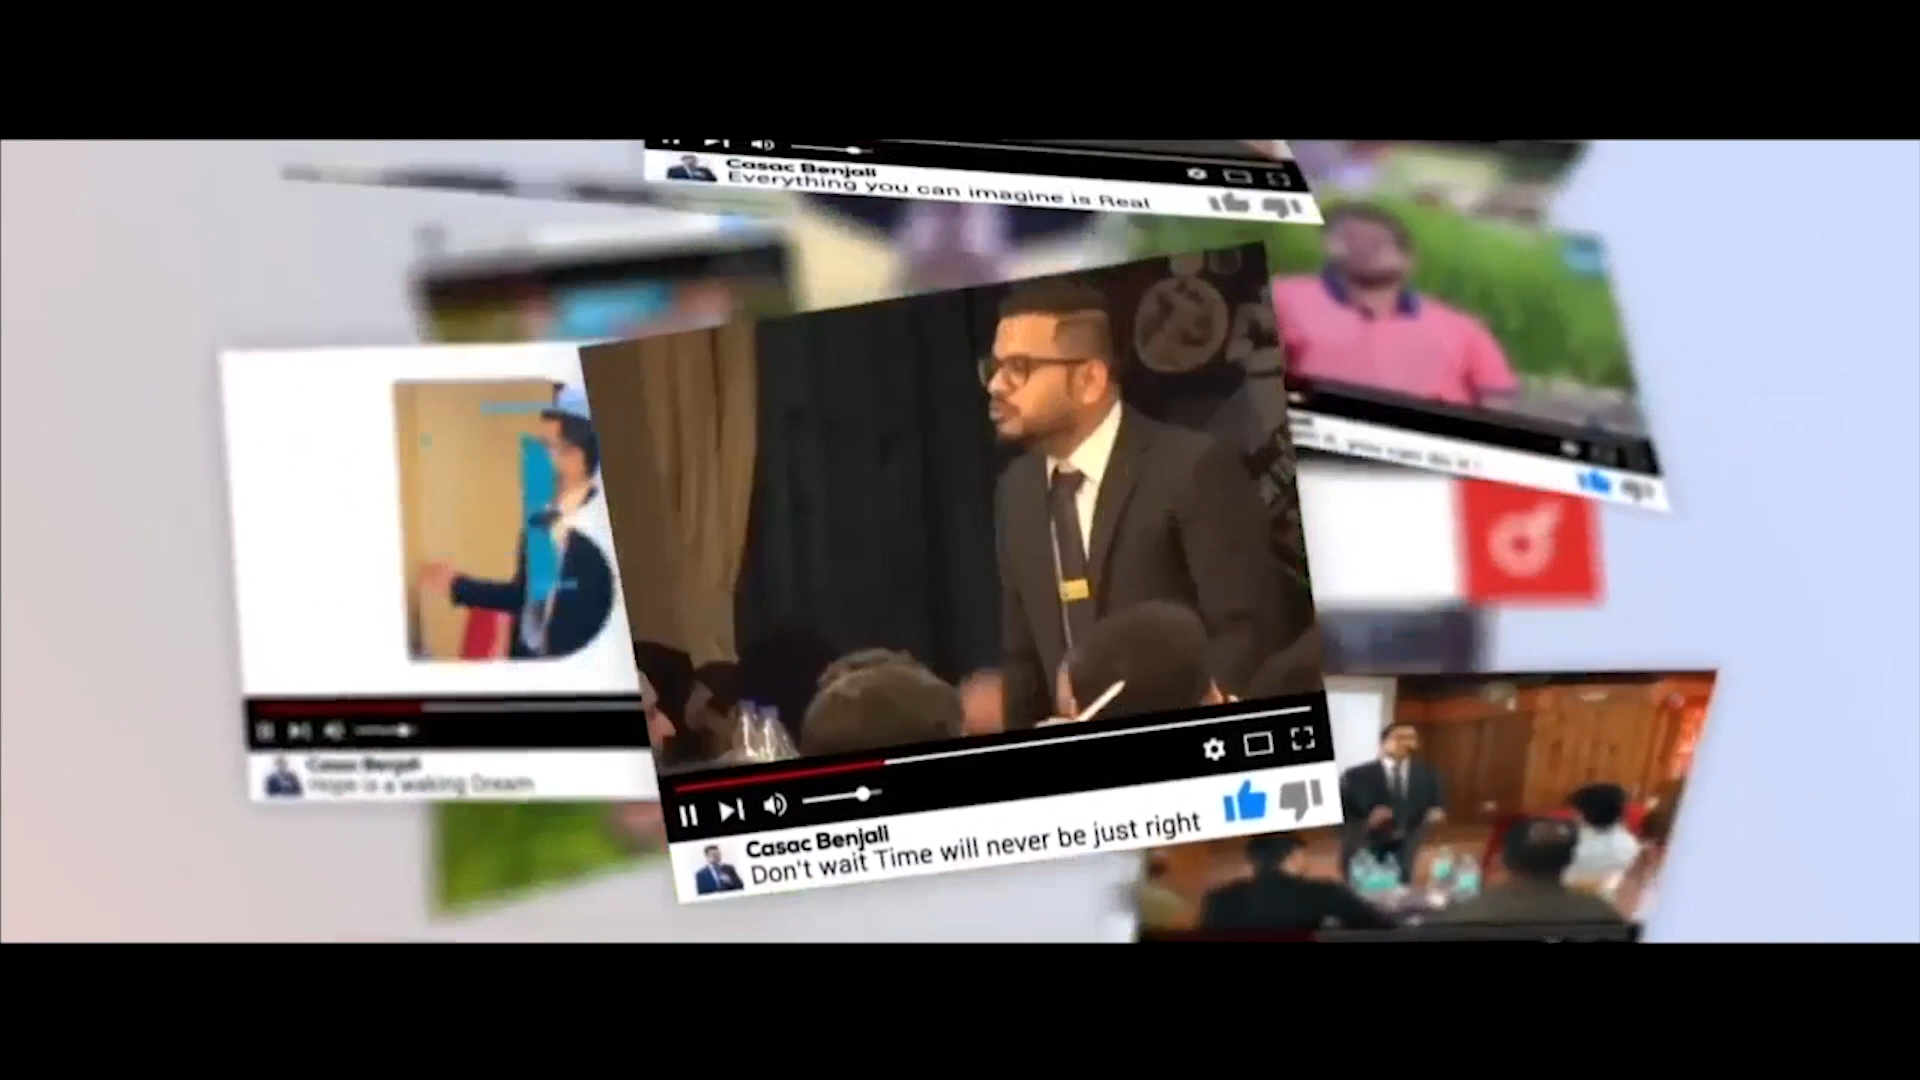 Casac Benjali
Everything you can imagine is Real
Casac Benjali
Hope is a waking Dream
Casac Benjali
Don't wait Time will never be just right